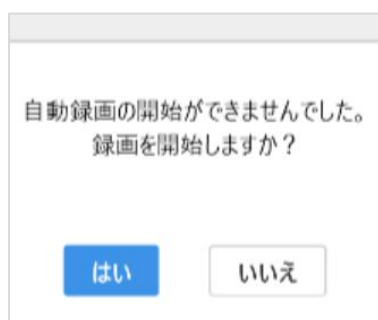 自動録画の開始ができませんでした。
録画を開始しますか？
はい
いいえ